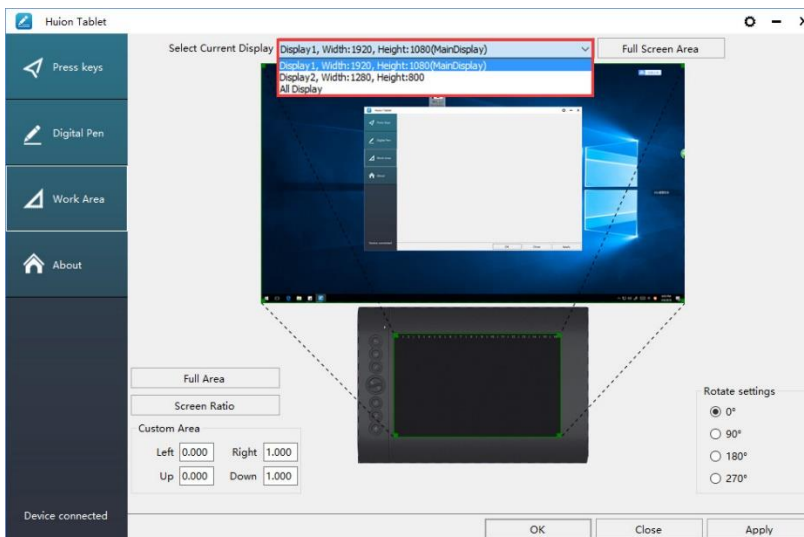 Huion Tablet
Press keys
Digital Pen
Work Area
About
Device connected
Select Current Display
Display1, Width:1920, Height:1080(MainDisplay)
Full Screen Area
Display1, Width:1920, Height:1080(MainDisplay)
Display2, Width:1280, Height:800
All Display
Full Area
Screen Ratio
Custom Area
Left 0.000 Right 1.000
Up 0.000 Down 1.000
Rotate settings
0°
90°
180°
270°
OK Close Apply